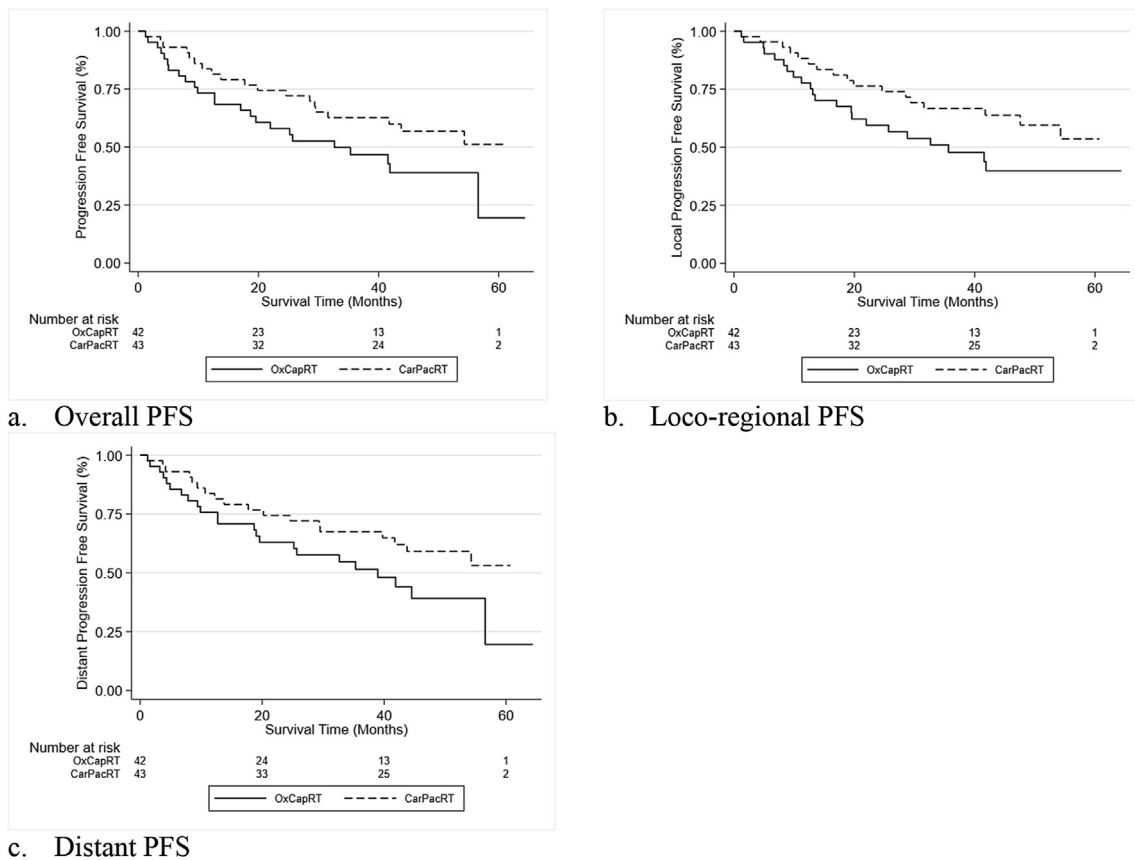 1.00
0.75
0.50
0.25
0.00
Progression Free Survival (%)
0 20 40 60
Survival Time (Months)
Number at risk
OxCapRT 42 23 13 1
CarPacRT 43 32 24 2
OxCapRT CarPacRT
a. Overall PFS
1.00
0.75
0.50
0.25
0.00
Local Progression Free Survival (%)
0 20 40 60
Survival Time (Months)
Number at risk
OxCapRT 42 23 13 1
CarPacRT 43 32 25 2
OxCapRT CarPacRT
b. Loco-regional PFS
1.00
0.75
0.50
0.25
0.00
Distant Progression Free Survival (%)
0 20 40 60
Survival Time (Months)
Number at risk
OxCapRT 42 24 13 1
CarPacRT 43 33 25 2
OxCapRT CarPacRT
c. Distant PFS